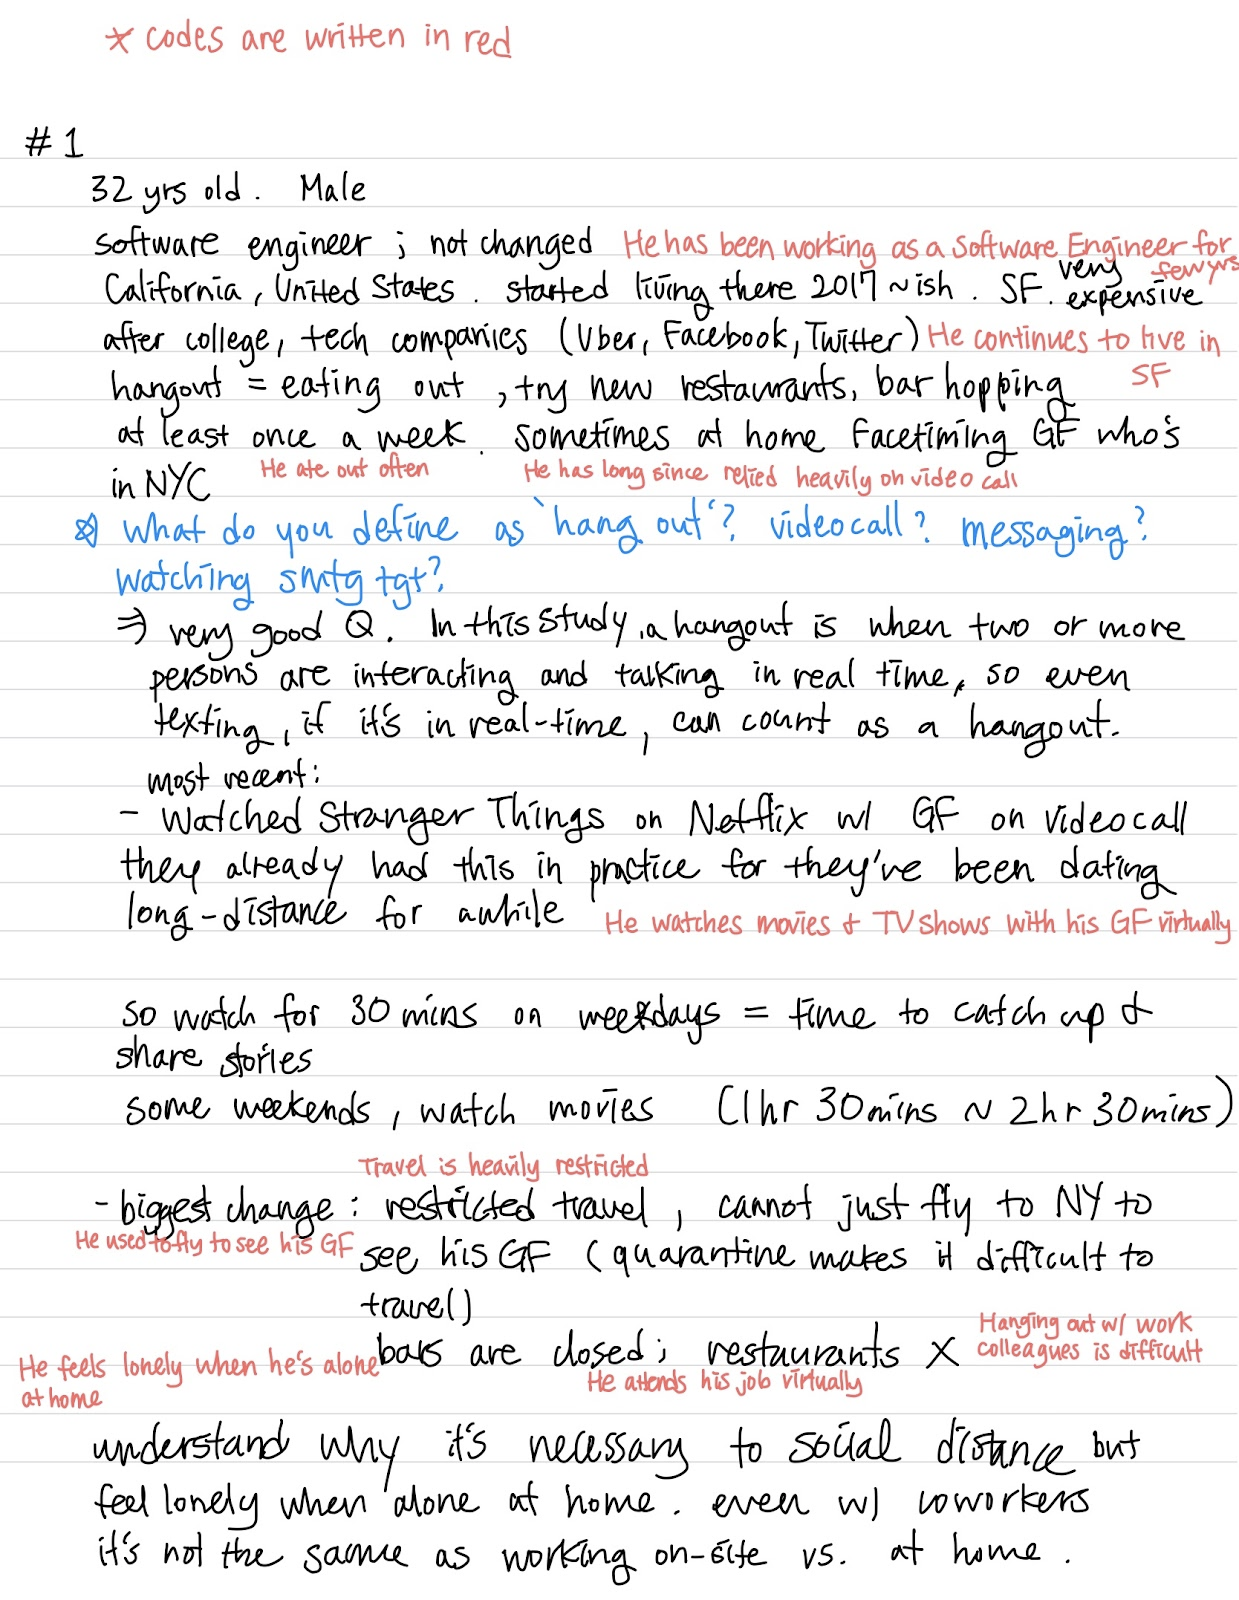 * codes are written in red
#1
32 yrs old. Male
software engineer ; not changed He has been working as a Software Engineer for few yrs
California, United States. started living there 2017 ~ish. SF. very expensive
after college, tech companies (Uber, Facebook, Twitter) He continues to live in SF
hangout = eating out, try new restaurants, bar hopping
at least once a week. sometimes at home Facetiming GF who's
in NYC He ate out often He has long since relied heavily on video call
What do you define as 'hang out'? videocall? messaging?
watching smtg tgt?
⇒ very good Q. In this study, a hangout is when two or more
persons are interacting and talking in real time, so even
texting, if it's in real-time, can count as a hangout.
most recent:
- Watched Stranger Things on Netflix w/ GF on videocall
they already had this in practice for they've been dating
long-distance for awhile He watches movies & TV shows with his GF virtually
so watch for 30 mins on weekdays = time to catch up &
share stories
some weekends, watch movies (1hr 30mins ~ 2hr 30mins)
Travel is heavily restricted
- biggest change : restricted travel, cannot just fly to NY to
He used to fly to see his GF see his GF (quarantine makes it difficult to
travel)
Hanging out w/ work
colleagues is difficult
bars are closed; restaurants X
He feels lonely when he's alone
at home
He attends his job virtually
understand why it's necessary to social distance but
feel lonely when alone at home. even w/ coworkers
it's not the same as working on-site vs. at home.